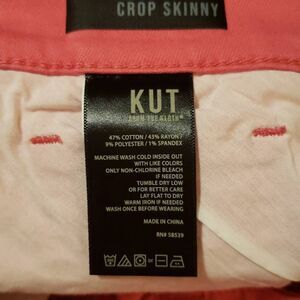 CROP SKINNY
KUT
FROM THE KLOTH®
47% COTTON / 43% RAYON /
9% POLYESTER / 1% SPANDEX
MACHINE WASH COLD INSIDE OUT
WITH LIKE COLORS
ONLY NON-CHLORINE BLEACH
IF NEEDED
TUMBLE DRY LOW
OR FOR BETTER CARE
LAY FLAT TO DRY
WARM IRON IF NEEDED
WASH ONCE BEFORE WEARING
MADE IN CHINA
RN# 58539
or